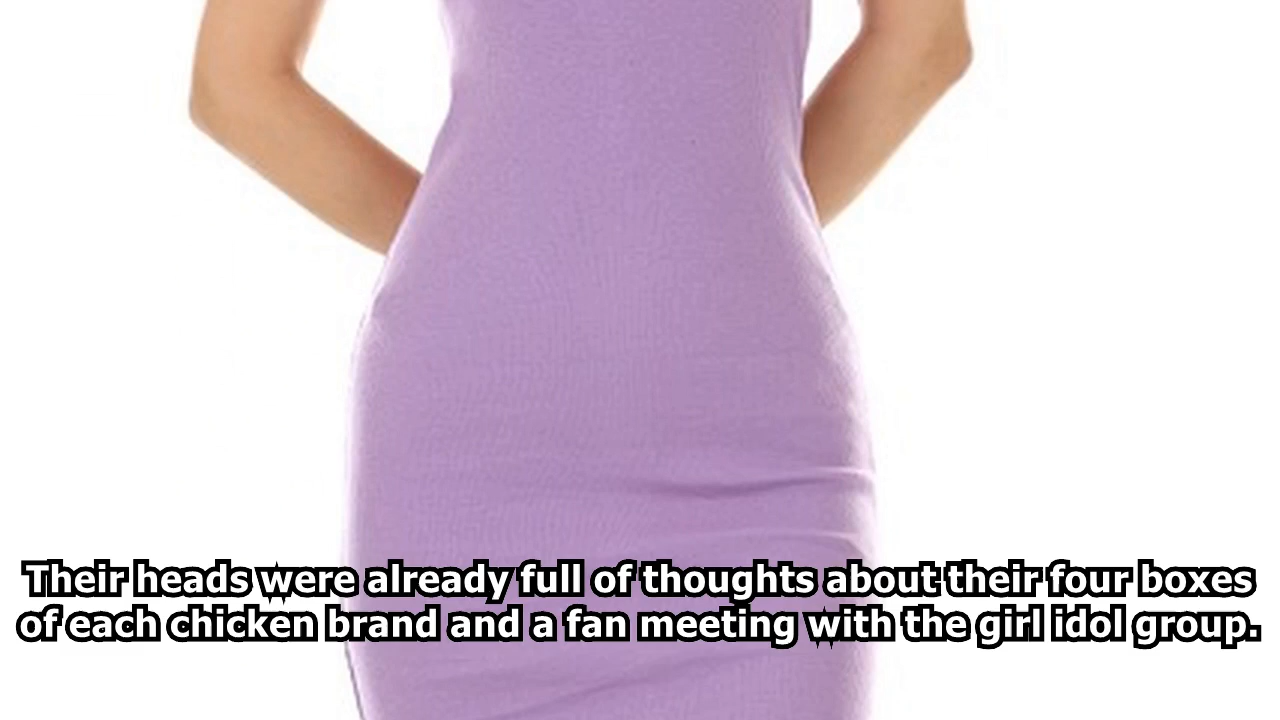 Their heads were already full of thoughts about their four boxes
of each chicken brand and a fan meeting with the girl idol group.